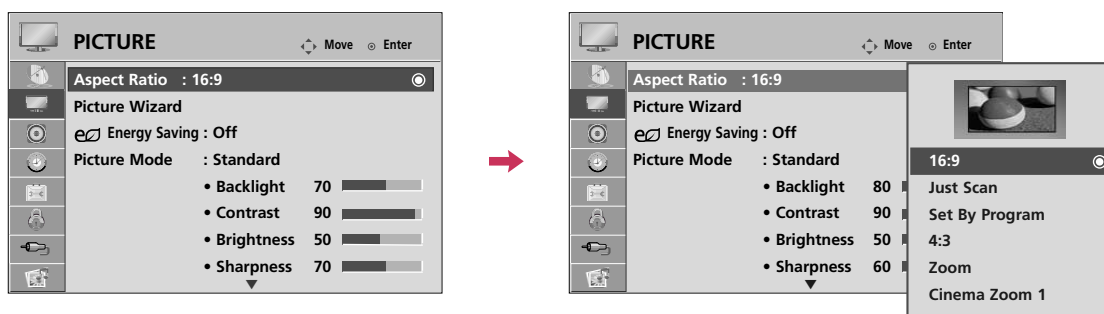 PICTURE
Move
Enter
Aspect Ratio : 16:9
Picture Wizard
Energy Saving : Off
Picture Mode : Standard
• Backlight 70
• Contrast 90
• Brightness 50
• Sharpness 70
PICTURE
Move
Enter
Aspect Ratio : 16:9
Picture Wizard
Energy Saving : Off
Picture Mode : Standard
• Backlight 80
• Contrast 90
• Brightness 50
• Sharpness 60
16:9
Just Scan
Set By Program
4:3
Zoom
Cinema Zoom 1